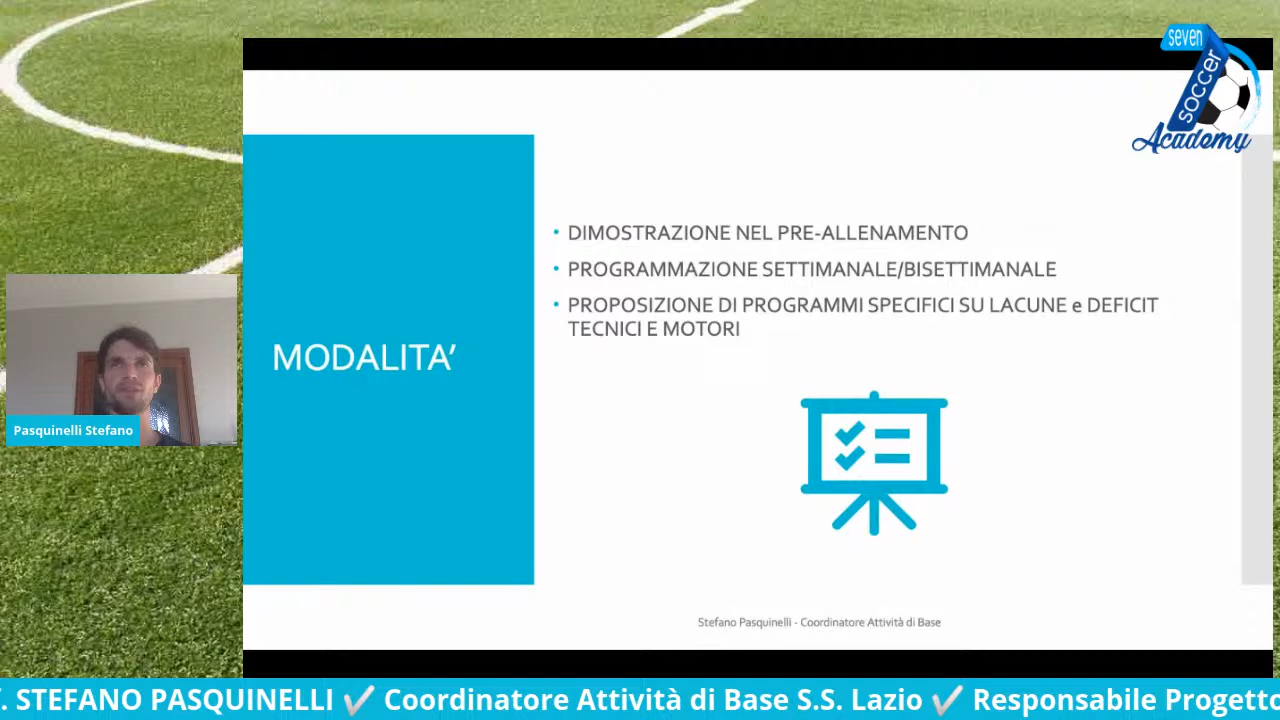 seven
SOCCER
Academy
• DIMOSTRAZIONE NEL PRE-ALLENAMENTO
• PROGRAMMAZIONE SETTIMANALE/BISETTIMANALE
• PROPOSIZIONE DI PROGRAMMI SPECIFICI SU LACUNE e DEFICIT
TECNICI E MOTORI
MODALITA’
Pasquinelli Stefano
Stefano Pasquinelli - Coordinatore Attività di Base
. STEFANO PASQUINELLI ✔ Coordinatore Attività di Base S.S. Lazio ✔ Responsabile Progetto